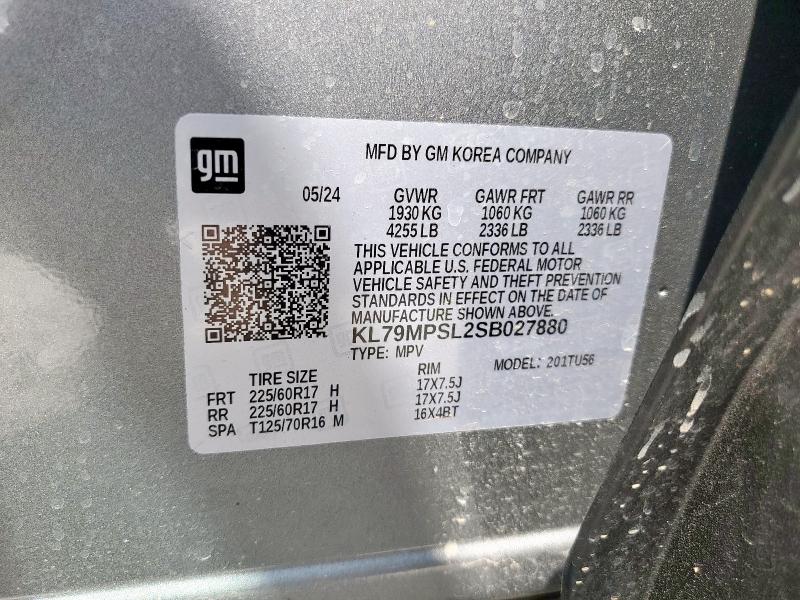 gm
MFD BY GM KOREA COMPANY
05/24 GVWR GAWR FRT GAWR RR
1930 KG 1060 KG 1060 KG
4255 LB 2336 LB 2336 LB
THIS VEHICLE CONFORMS TO ALL
APPLICABLE U.S. FEDERAL MOTOR
VEHICLE SAFETY AND THEFT PREVENTION
STANDARDS IN EFFECT ON THE DATE OF
MANUFACTURE SHOWN ABOVE.
KL79MPSL2SB027880
TYPE: MPV MODEL: 201TU56
TIRE SIZE RIM
FRT 225/60R17 H 17X7.5J
RR 225/60R17 H 17X7.5J
SPA T125/70R16 M 16X4BT